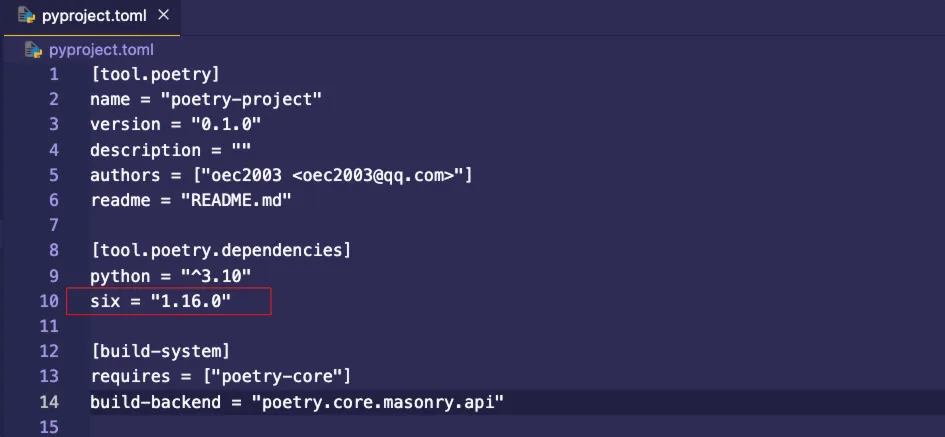 pyproject.toml
pyproject.toml
1 [tool.poetry]
2 name = "poetry-project"
3 version = "0.1.0"
4 description = ""
5 authors = ["oec2003 <oec2003@qq.com>"]
6 readme = "README.md"
7
8 [tool.poetry.dependencies]
9 python = "^3.10"
10 six = "1.16.0"
11
12 [build-system]
13 requires = ["poetry-core"]
14 build-backend = "poetry.core.masonry.api"
15